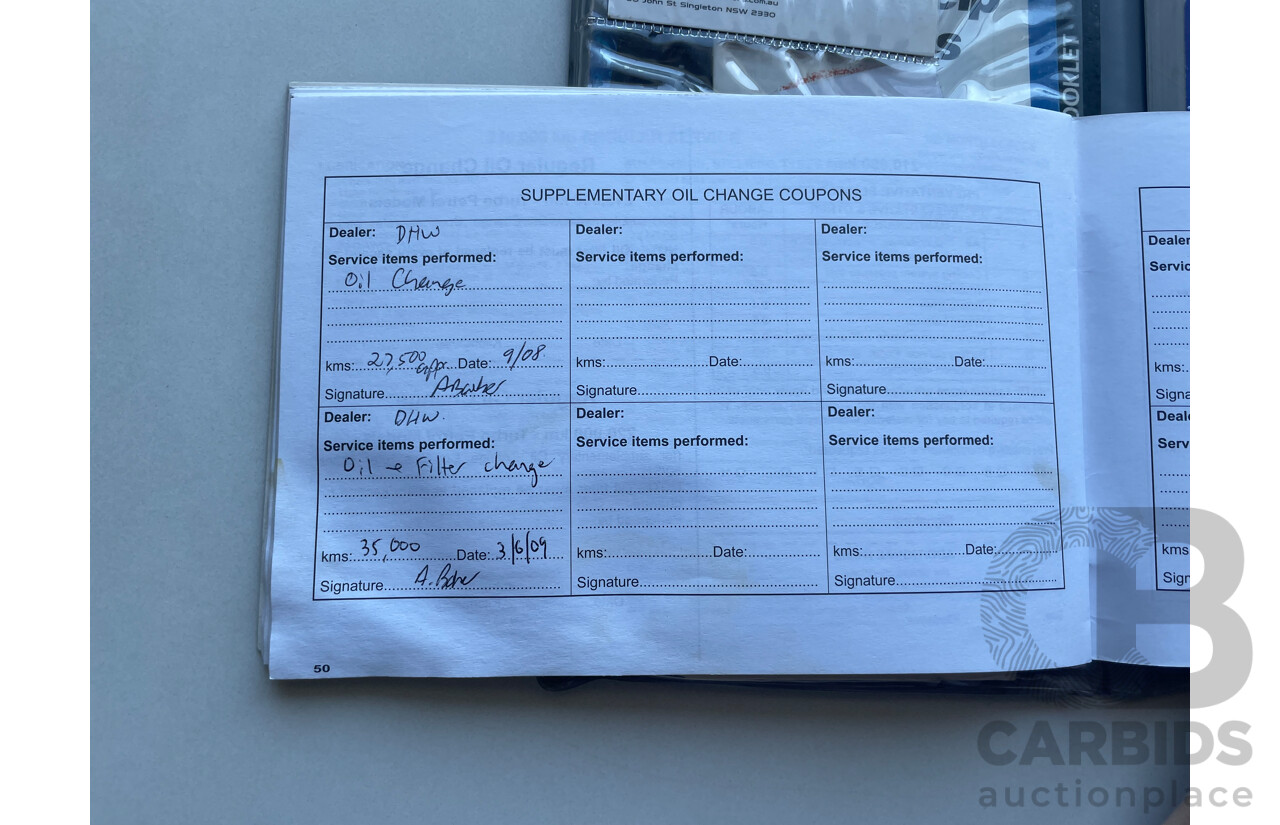 John St Singleton NSW 2330
OOKLET
SUPPLEMENTARY OIL CHANGE COUPONS
Dealer: DHW
Service items performed:
Oil Change
kms: 27,500 appr. Date: 9/08.
Signature
Dealer:
Service items performed:
kms: Date:
Signature
Dealer:
Service items performed:
kms: Date:
Signature
Dealer: DHW.
Service items performed:
Oil & Filter change
kms: 35,000 Date: 3/6/09
Signature
Dealer:
Service items performed:
kms: Date:
Signature
Dealer:
Service items performed:
kms: Date:
Signature
50
Dealer
Servic
kms:
Signa
Deale
Serv
kms
Sign
CARBIDS
auctionplace